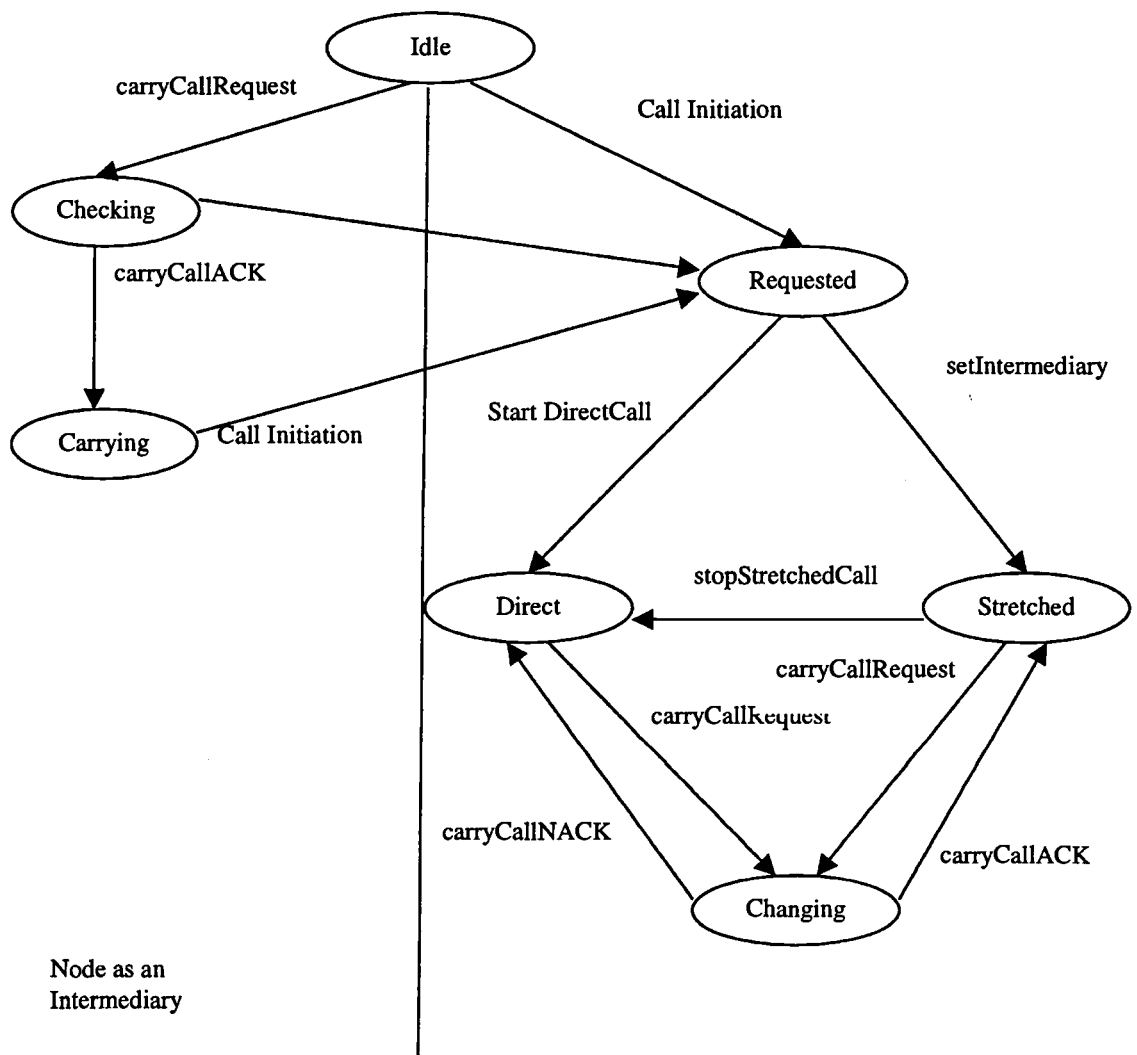 Idle
carryCallRequest
Call Initiation
Checking
carryCallACK
Requested
setIntermediary
Start DirectCall
Carrying
Call Initiation
stopStretchedCall
Direct
Stretched
carryCallRequest
carryCallRequest
carryCallNACK
carryCallACK
Changing
Node as an
Intermediary